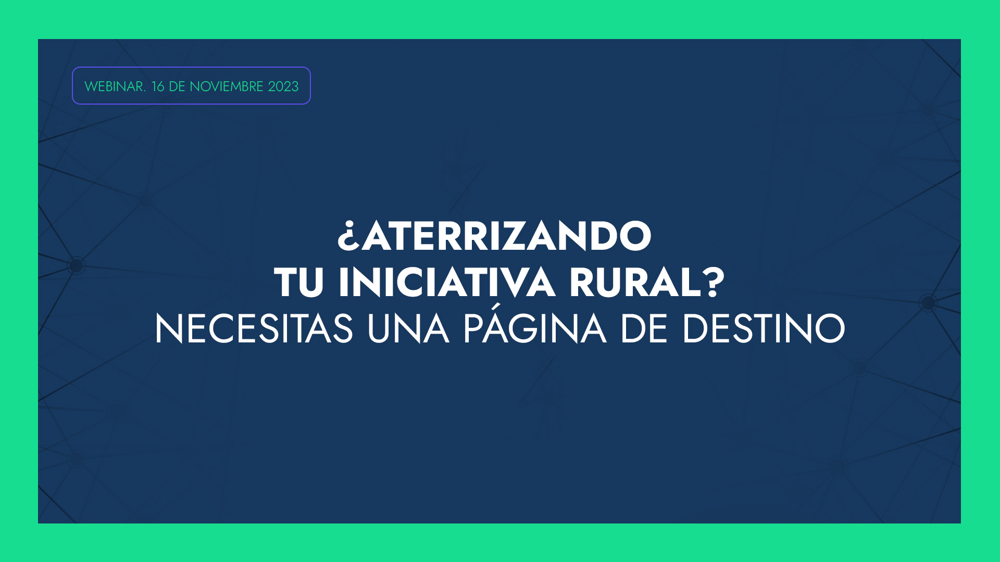 WEBINAR. 16 DE NOVIEMBRE 2023
¿ATERRIZANDO
TU INICIATIVA RURAL?
NECESITAS UNA PÁGINA DE DESTINO